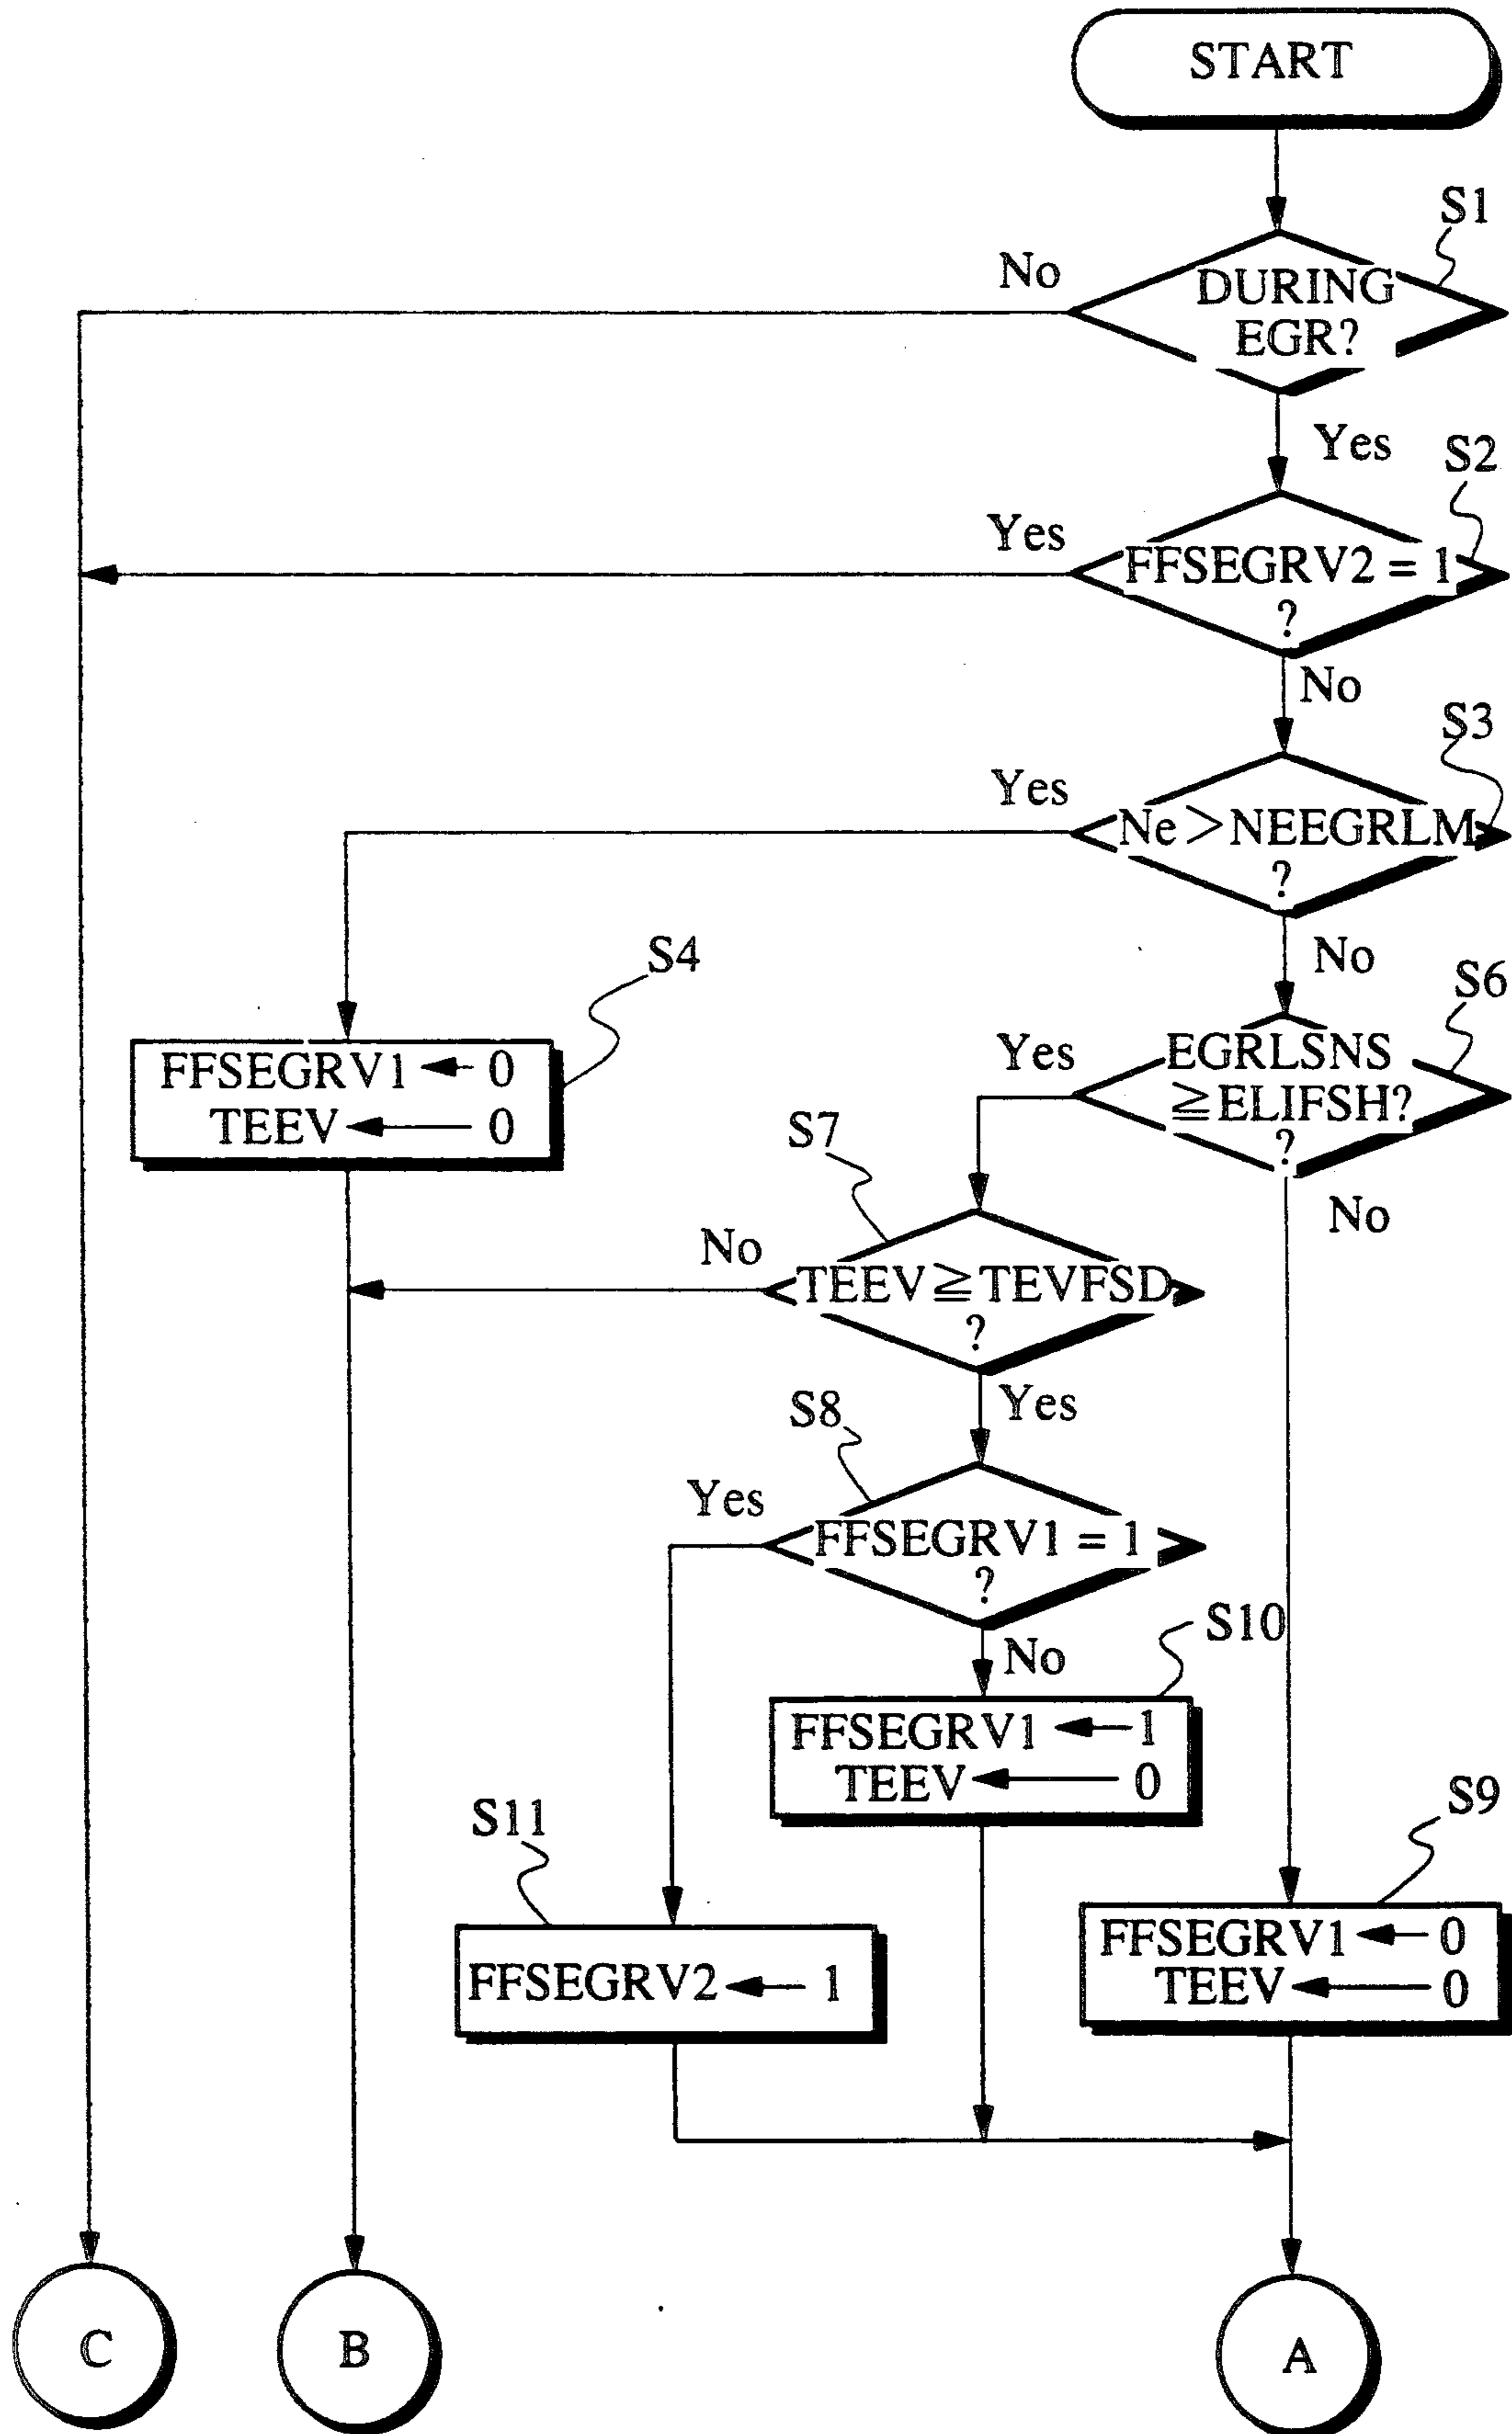 START
S1
No
DURING
EGR?
Yes
S2
Yes
FFSEGRV2 = 1
?
No
S3
Yes
Ne > NEEGRLM
?
No
S4
S6
FFSEGRV1 ← 0
TEEV ← 0
Yes
EGRLSNS
≧ELIFSH?
?
S7
No
No
TEEV≧TEVFSD
?
Yes
S8
Yes
FFSEGRV1 = 1
?
No
S10
FFSEGRV1 ← 1
TEEV ← 0
S11
S9
FFSEGRV2 ← 1
FFSEGRV1 ← 0
TEEV ← 0
C
B
A